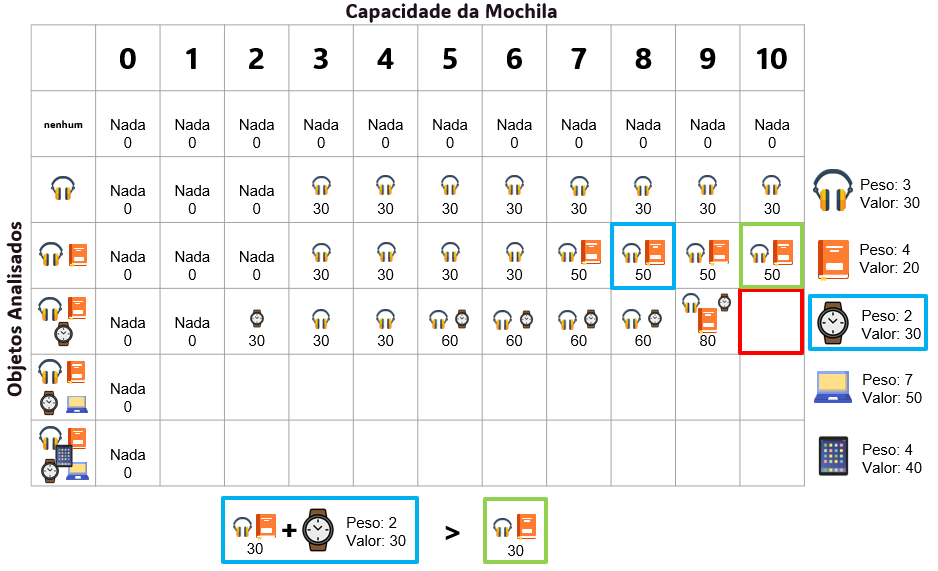 Capacidade da Mochila
0 1 2 3 4 5 6 7 8 9 10
Objetos Analisados
nenhum
Nada Nada Nada Nada Nada Nada Nada Nada Nada Nada Nada
0 0 0 0 0 0 0 0 0 0 0
Nada Nada Nada
0 0 0 30 30 30 30 30 30 30 30
Peso: 3
Valor: 30
Nada Nada Nada
0 0 0 30 30 30 30 50 50 50 50
Peso: 4
Valor: 20
Nada Nada
0 0 30 30 30 60 60 60 60 80
Peso: 2
Valor: 30
Nada
0
Peso: 7
Valor: 50
Nada
0
Peso: 4
Valor: 40
30 + Peso: 2
Valor: 30
>
30